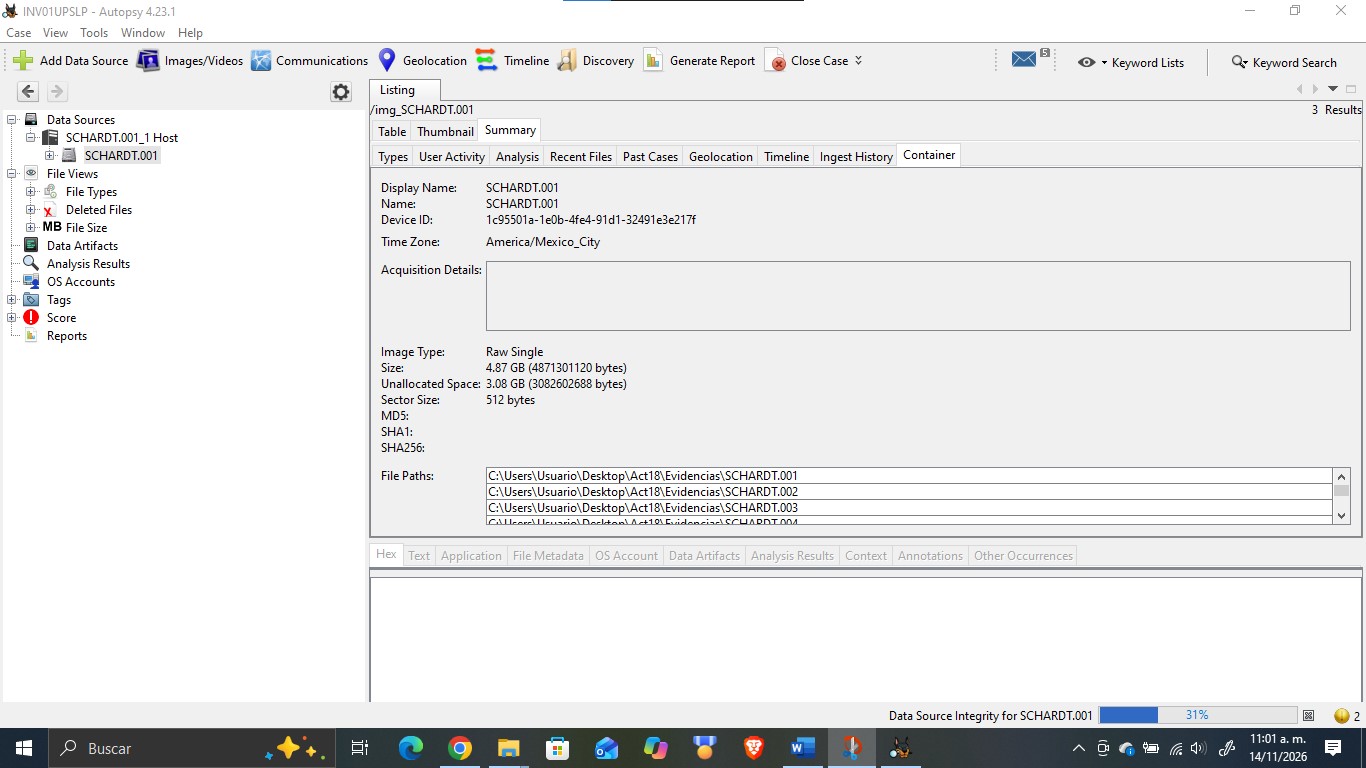 INV01UPSLP - Autopsy 4.23.1
Case View Tools Window Help
Add Data Source Images/Videos Communications Geolocation Timeline Discovery Generate Report Close Case 5 Keyword Lists Keyword Search
Listing
/img_SCHARDT.001 3 Results
Table Thumbnail Summary
Types User Activity Analysis Recent Files Past Cases Geolocation Timeline Ingest History Container
Data Sources
SCHARDT.001_1 Host
SCHARDT.001
File Views
File Types
Deleted Files
MB File Size
Data Artifacts
Analysis Results
OS Accounts
Tags
Score
Reports
Display Name: SCHARDT.001
Name: SCHARDT.001
Device ID: 1c95501a-1e0b-4fe4-91d1-32491e3e217f
Time Zone: America/Mexico_City
Acquisition Details:
Image Type: Raw Single
Size: 4.87 GB (4871301120 bytes)
Unallocated Space: 3.08 GB (3082602688 bytes)
Sector Size: 512 bytes
MD5:
SHA1:
SHA256:
File Paths: C:\Users\Usuario\Desktop\Act18\Evidencias\SCHARDT.001
C:\Users\Usuario\Desktop\Act18\Evidencias\SCHARDT.002
C:\Users\Usuario\Desktop\Act18\Evidencias\SCHARDT.003
C:\Users\Usuario\Desktop\Act18\Evidencias\SCHARDT.004
Hex Text Application File Metadata OS Account Data Artifacts Analysis Results Context Annotations Other Occurrences
Data Source Integrity for SCHARDT.001 31% 2
Buscar
11:01 a. m.
14/11/2026